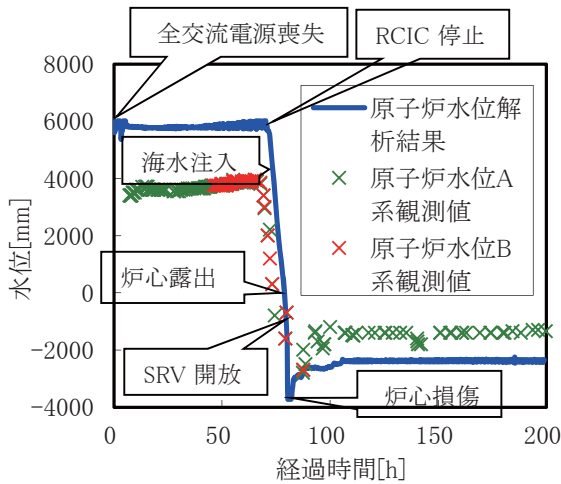 全交流電源喪失
RCIC 停止
8000
6000
4000
2000
0
-2000
-4000
水位[mm]
原子炉水位解
析結果
原子炉水位A
系観測値
原子炉水位B
系観測値
海水注入
炉心露出
SRV 開放
炉心損傷
0
50
100
150
200
経過時間[h]